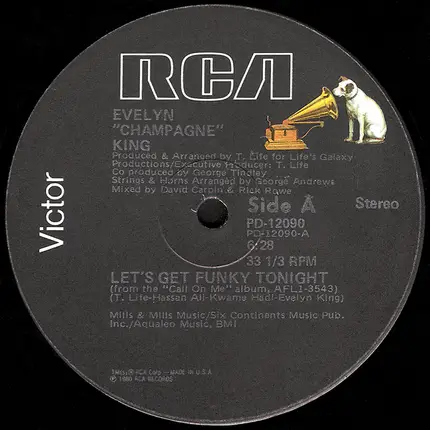 RCA
EVELYN
"CHAMPAGNE"
KING
Produced & Arranged by T. Life for Life's Galaxy
Productions/Executive Producer: T. Life
Co produced by George Tindley
Strings & Horns Arranged by George Andrews
Mixed by David Carpin & Rick Rowe
Victor
Side A
Stereo
PD-12090
PD-12090-A
6:28
33 1/3 RPM
LET'S GET FUNKY TONIGHT
(from the "Call On Me" album, AFL1-3543)
(T. Life-Hassan Ali-Kwame Hadi-Evelyn King)
Mills & Mills Music/Six Continents Music Pub.
Inc./Aqualeo Music, BMI
TMK(s) ® RCA Corp.—MADE IN U.S.A.
℗ 1980 RCA RECORDS